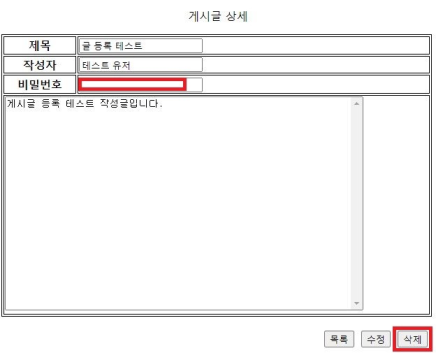 게시글 상세
제목 글 등록 테스트
작성자 테스트 유저
비밀번호
게시글 등록 테스트 작성글입니다.
목록 수정 삭제